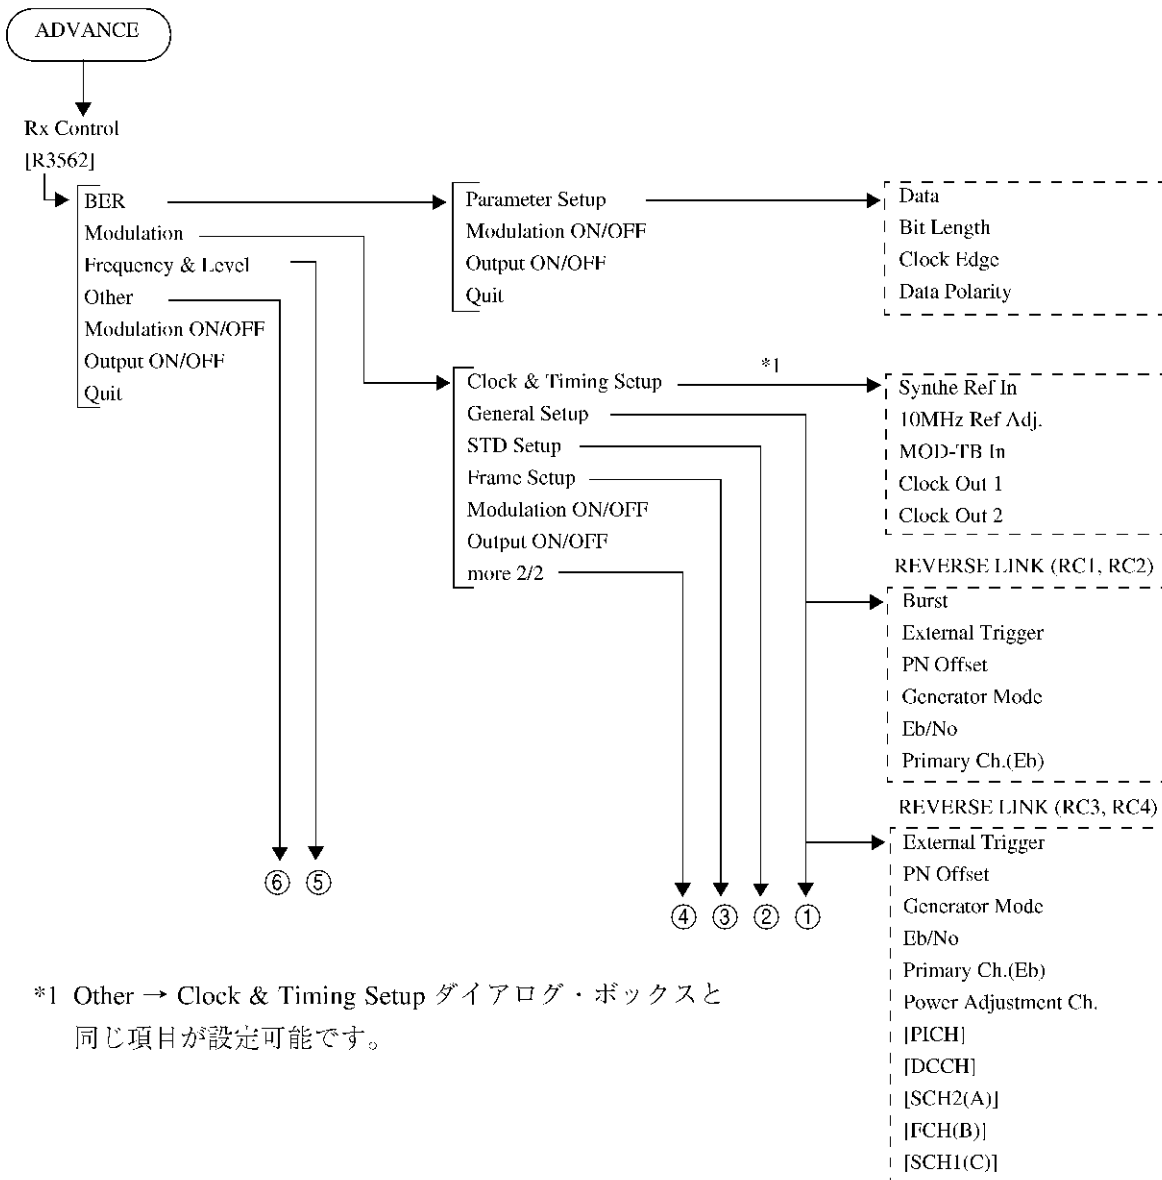 ADVANCE
Rx Control
[R3562]
BER
Modulation
Frequency & Level
Other
Modulation ON/OFF
Output ON/OFF
Quit
Parameter Setup
Modulation ON/OFF
Output ON/OFF
Quit
Data
Bit Length
Clock Edge
Data Polarity
Clock & Timing Setup
General Setup
STD Setup
Frame Setup
Modulation ON/OFF
Output ON/OFF
more 2/2
*1
Synthe Ref In
10MHz Ref Adj.
MOD-TB In
Clock Out 1
Clock Out 2
REVERSE LINK (RC1, RC2)
Burst
External Trigger
PN Offset
Generator Mode
Eb/No
Primary Ch.(Eb)
REVERSE LINK (RC3, RC4)
External Trigger
PN Offset
Generator Mode
Eb/No
Primary Ch.(Eb)
Power Adjustment Ch.
[PICH]
[DCCH]
[SCH2(A)]
[FCH(B)]
[SCH1(C)]
⑥ ⑤
④ ③ ② ①
*1 Other → Clock & Timing Setup ダイアログ・ボックスと
同じ項目が設定可能です。